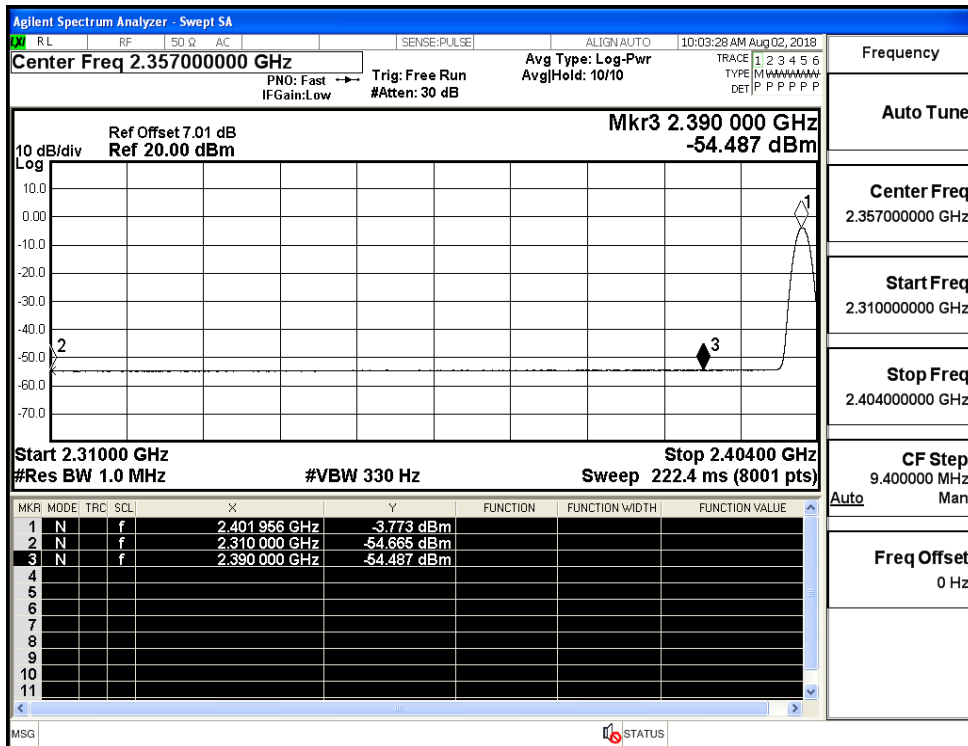 Agilent Spectrum Analyzer - Swept SA
LXI RL RF 50 Ω AC SENSE:PULSE ALIGNAUTO 10:03:28 AM Aug 02, 2018
Center Freq 2.357000000 GHz
PNO: Fast
IFGain:Low
Trig: Free Run
#Atten: 30 dB
Avg Type: Log-Pwr
Avg|Hold: 10/10
TRACE 1 2 3 4 5 6
TYPE M
DET P P P P P P
Ref Offset 7.01 dB
Ref 20.00 dBm
10 dB/div
Log
Mkr3 2.390 000 GHz
-54.487 dBm
10.0
0.00
-10.0
-20.0
-30.0
-40.0
-50.0
-60.0
-70.0
1
2
3
Start 2.31000 GHz
Stop 2.40400 GHz
#Res BW 1.0 MHz
#VBW 330 Hz
Sweep 222.4 ms (8001 pts)
MKR MODE TRC SCL X Y FUNCTION FUNCTION WIDTH FUNCTION VALUE
1 N f 2.401 956 GHz -3.773 dBm
2 N f 2.310 000 GHz -54.665 dBm
3 N f 2.390 000 GHz -54.487 dBm
4
5
6
7
8
9
10
11
MSG
STATUS
Frequency
Auto Tune
Center Freq
2.357000000 GHz
Start Freq
2.310000000 GHz
Stop Freq
2.404000000 GHz
CF Step
9.400000 MHz
Auto Man
Freq Offset
0 Hz